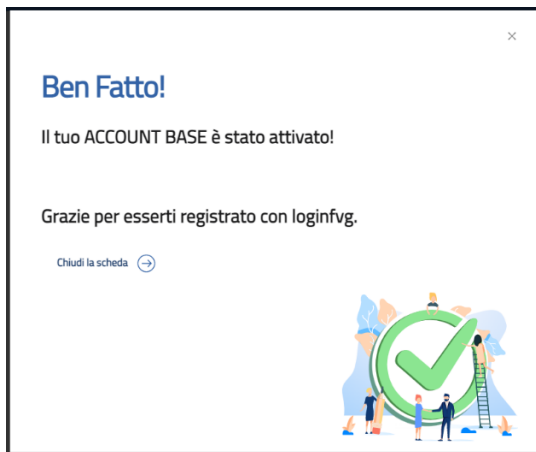 Ben Fatto!
Il tuo ACCOUNT BASE è stato attivato!
Grazie per esserti registrato con loginfvg.
Chiudi la scheda